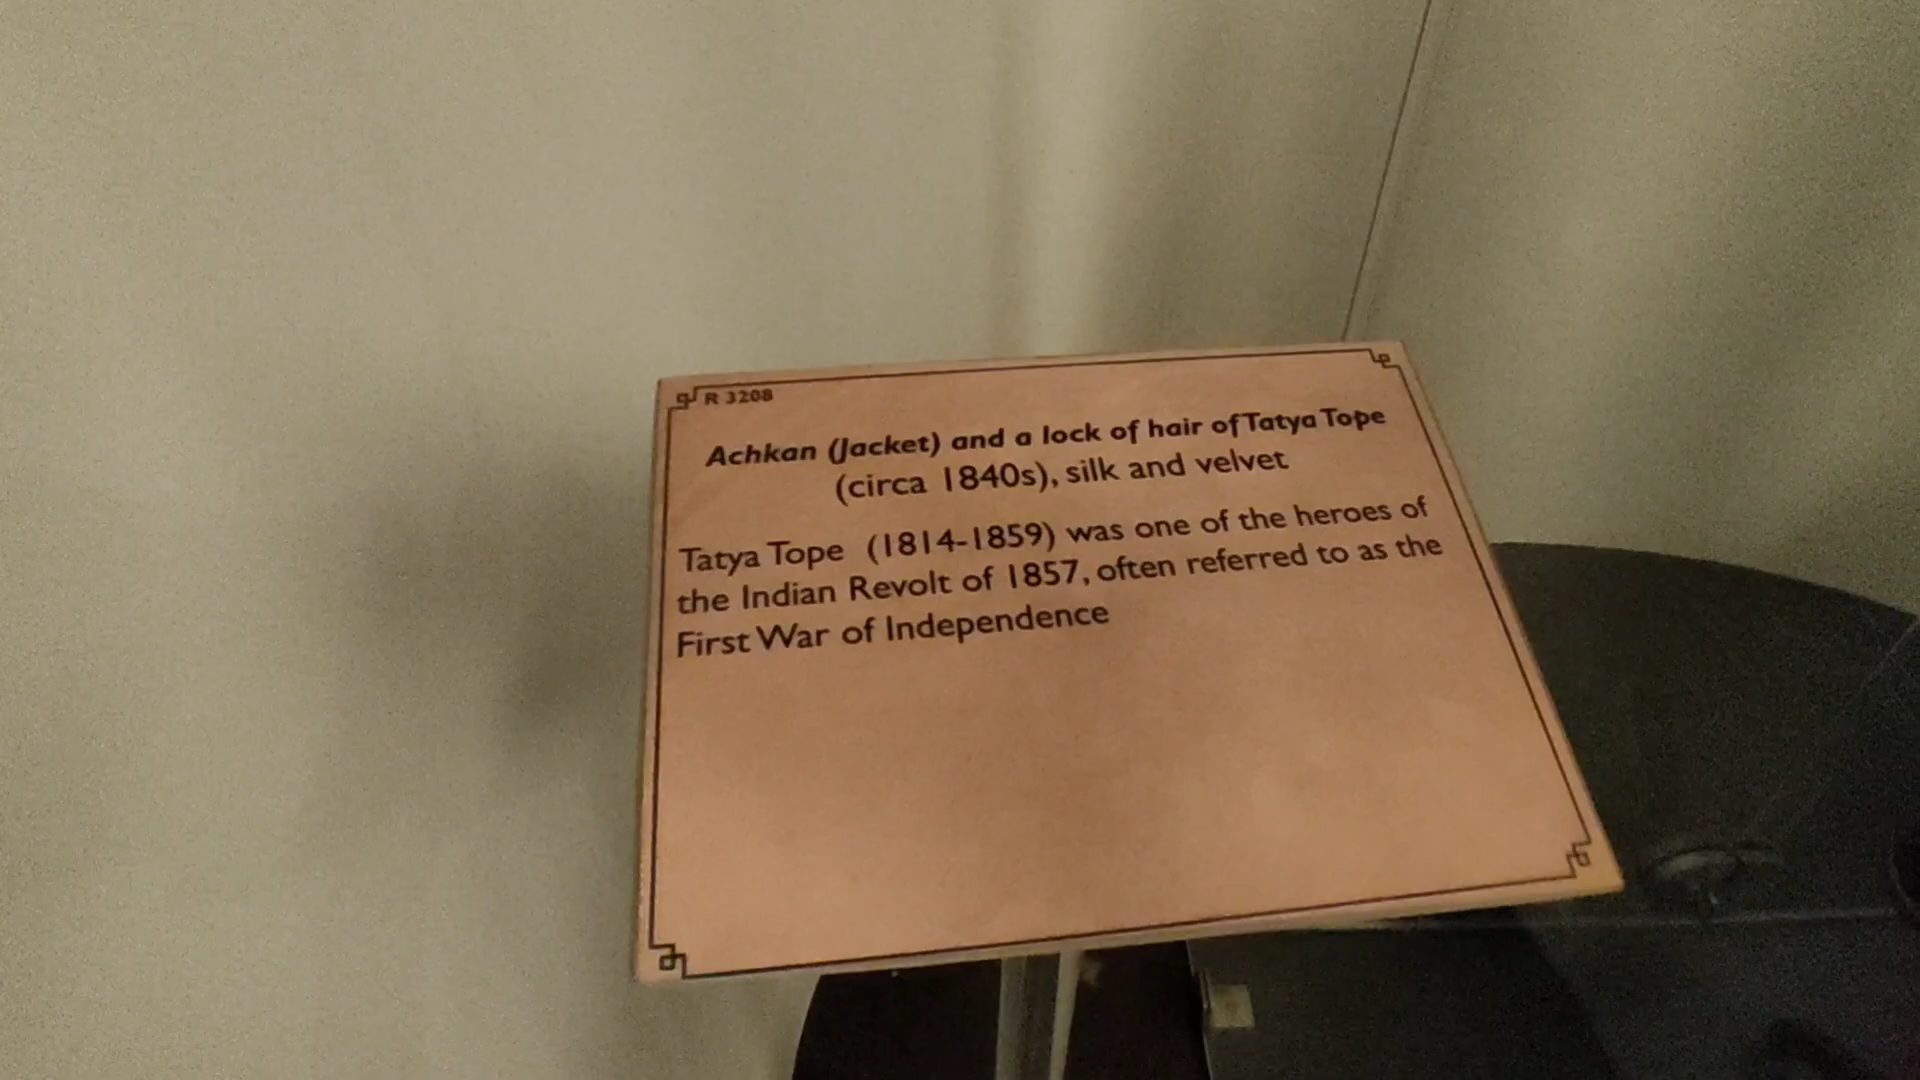 R 3208
Achkan (Jacket) and a lock of hair of Tatya Tope
(circa 1840s), silk and velvet
Tatya Tope (1814-1859) was one of the heroes of
the Indian Revolt of 1857, often referred to as the
First War of Independence